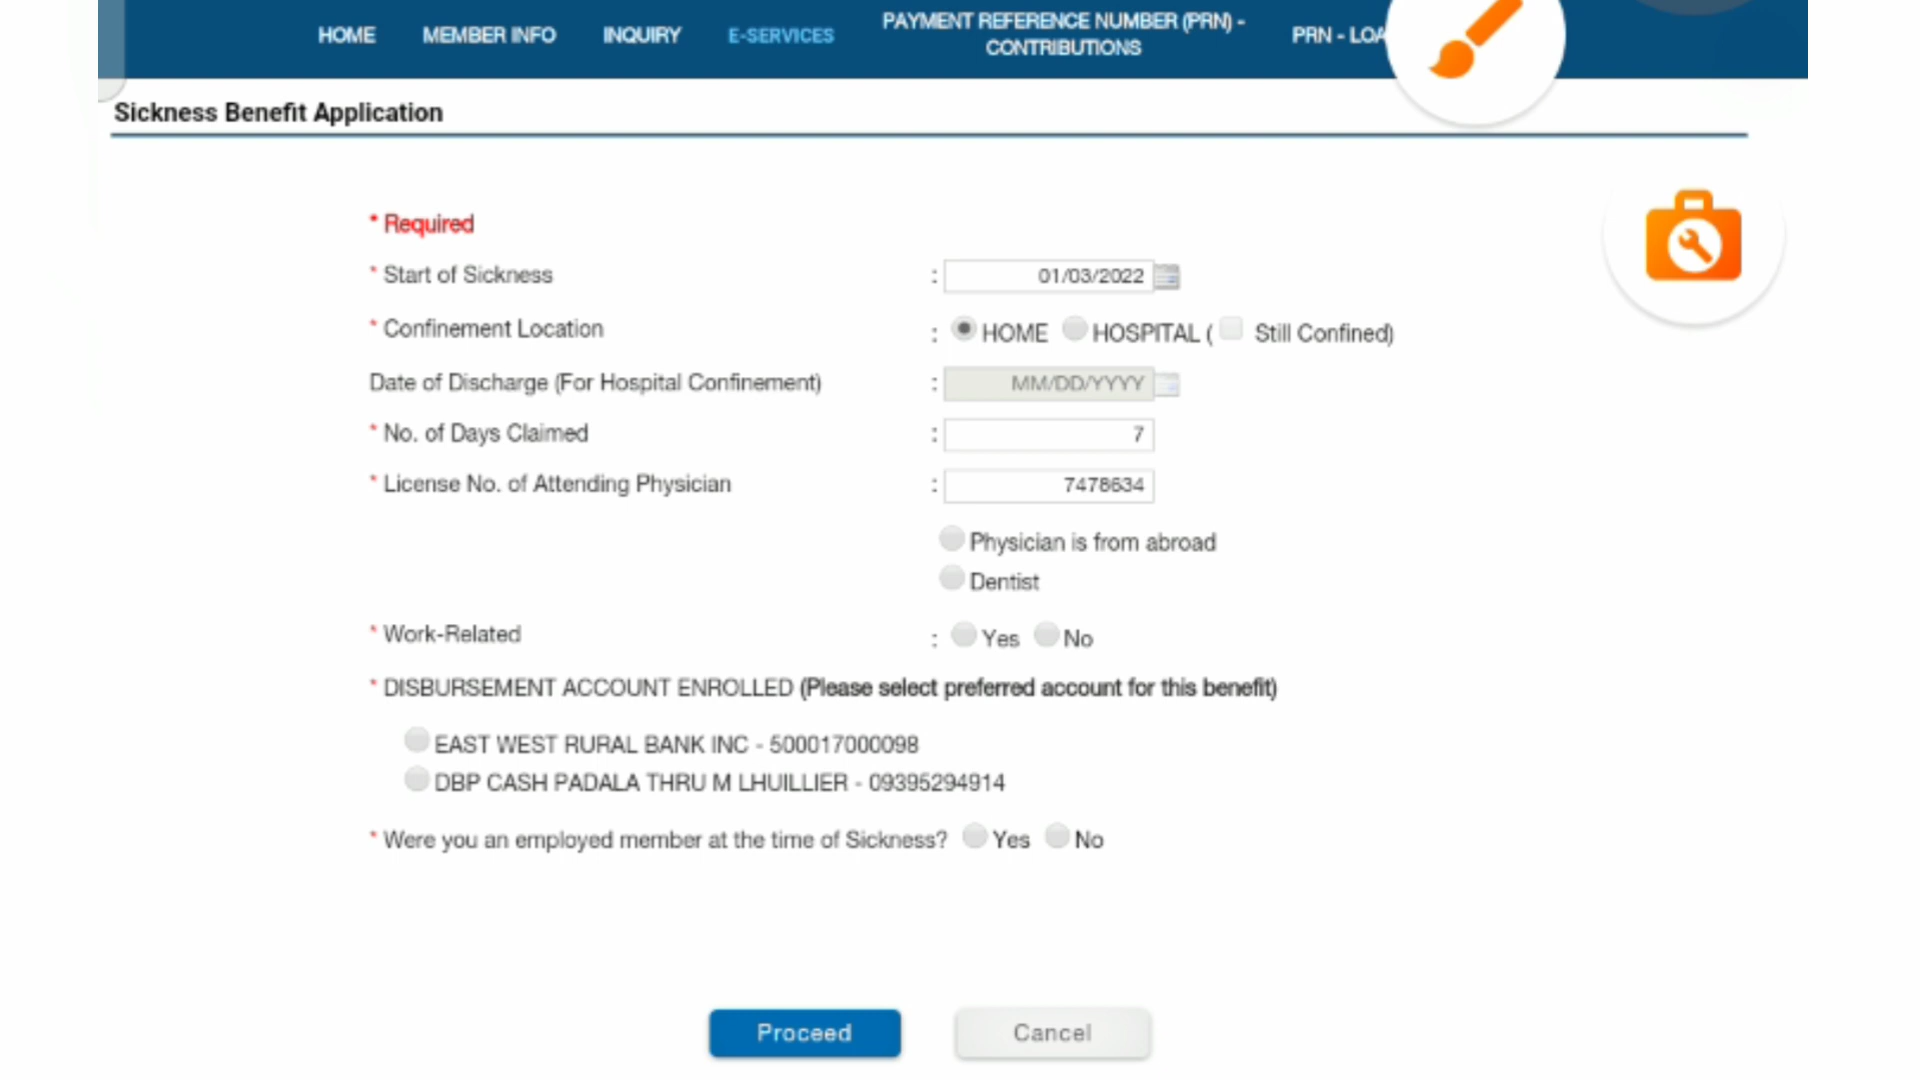 HOME MEMBER INFO INQUIRY E-SERVICES PAYMENT REFERENCE NUMBER (PRN) - CONTRIBUTIONS PRN -
Sickness Benefit Application
* Required
* Start of Sickness : 01/03/2022
* Confinement Location : HOME HOSPITAL ( Still Confined)
Date of Discharge (For Hospital Confinement) : MM/DD/YYYY
* No. of Days Claimed : 7
* License No. of Attending Physician : 7478634
Physician is from abroad
Dentist
* Work-Related : Yes No
* DISBURSEMENT ACCOUNT ENROLLED (Please select preferred account for this benefit)
EAST WEST RURAL BANK INC - 500017000098
DBP CASH PADALA THRU M LHUILLIER - 09395294914
* Were you an employed member at the time of Sickness? Yes No
Proceed Cancel